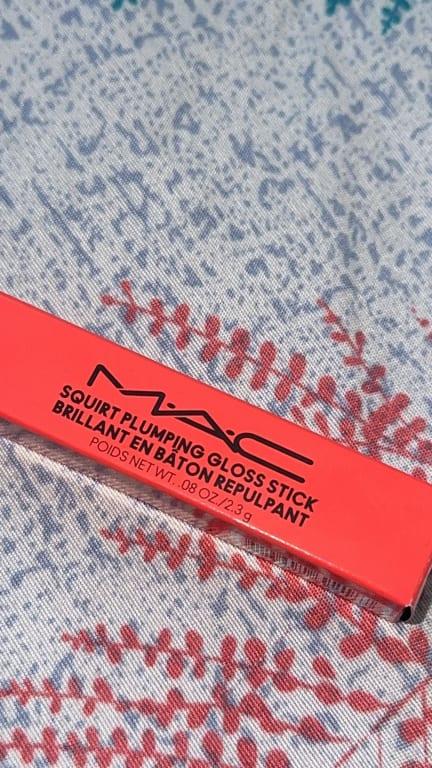 M·A·C
SQUIRT PLUMPING GLOSS STICK
BRILLANT EN BÂTON REPULPANT
POIDS NET WT. .08 OZ./2.3 g